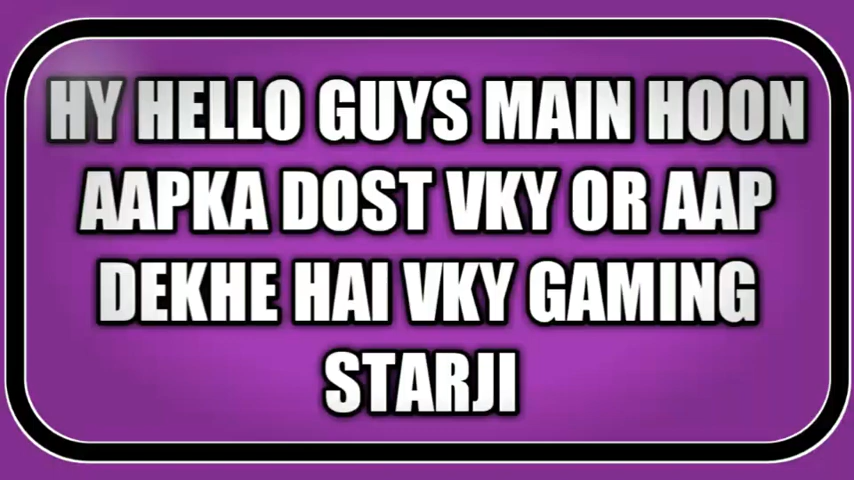 HY HELLO GUYS MAIN HOON
AAPKA DOST VKY OR AAP
DEKHE HAI VKY GAMING
STARJI